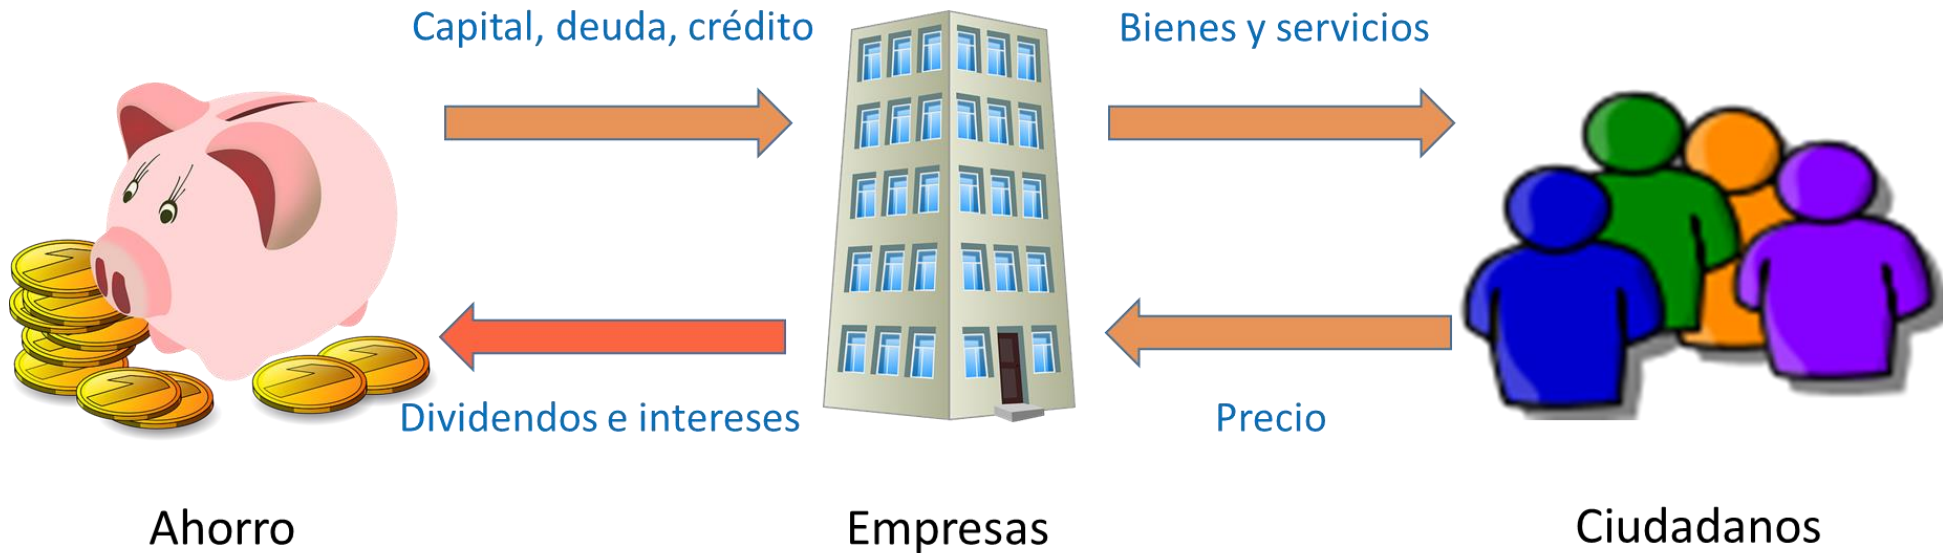 Capital, deuda, crédito
Bienes y servicios
Dividendos e intereses
Precio
Ahorro
Empresas
Ciudadanos